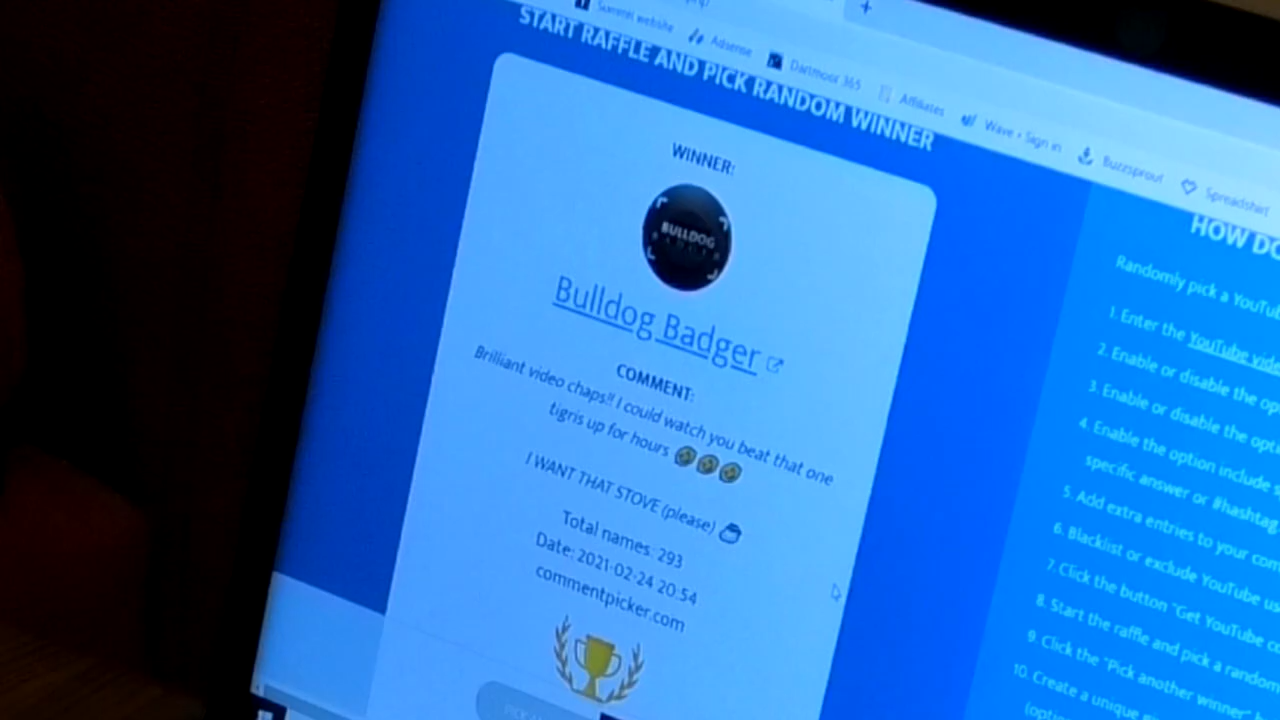 Summit website
Adsense
Dartmoor 365
Affiliates
Wave • Sign in
Buzzsprout
Spreadshirt
START RAFFLE AND PICK RANDOM WINNER
WINNER:
BULLDOG
Bulldog Badger
COMMENT:
Brilliant video chaps!! I could watch you beat that one
tigris up for hours
I WANT THAT STOVE (please)
Total names: 293
Date: 2021-02-24 20:54
commentpicker.com
HOW DO
Randomly pick a YouTu
1. Enter the YouTube vide
2. Enable or disable the op
3. Enable or disable the opti
4. Enable the option include
specific answer or #hashtag
5. Add extra entries to your com
6. Blacklist or exclude YouTube us
7. Click the button "Get YouTube c
8. Start the raffle and pick a random
9. Click the "Pick another winner"
10. Create a unique